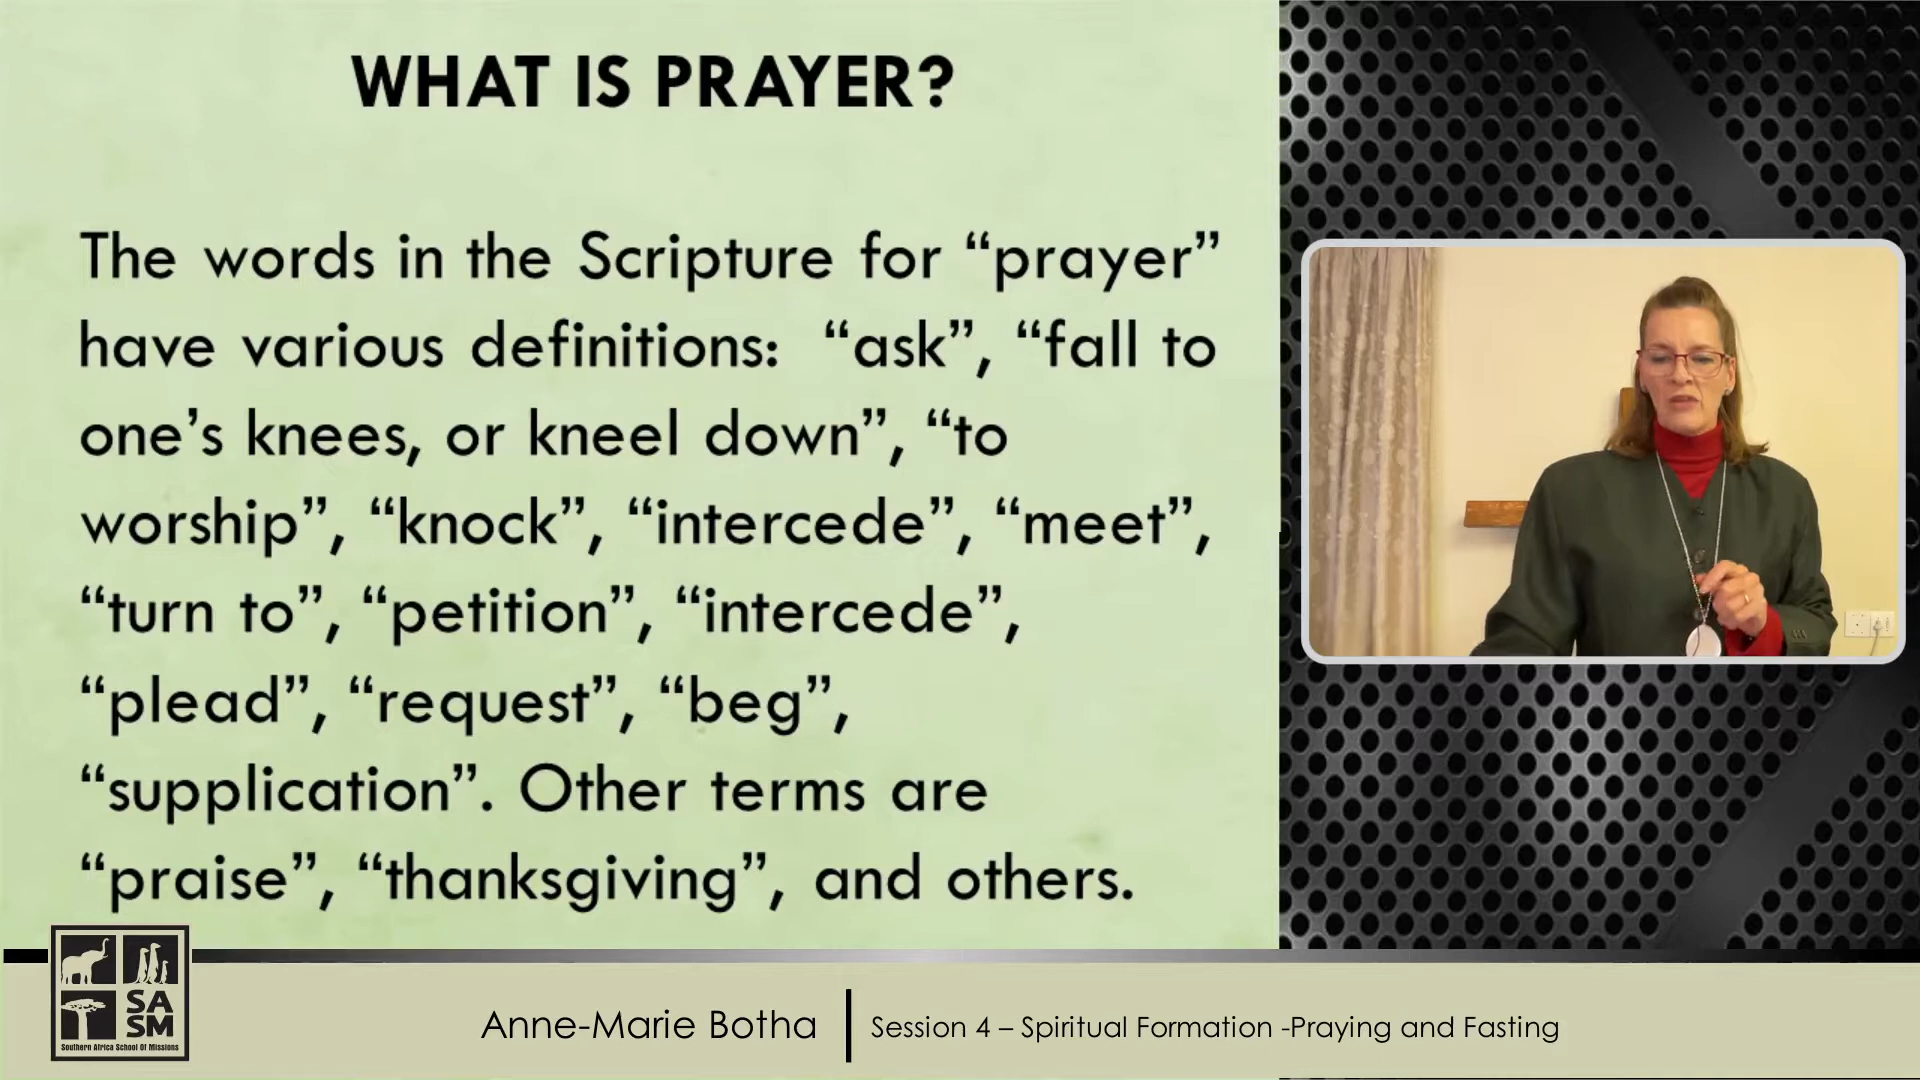 WHAT IS PRAYER?
The words in the Scripture for “prayer”
have various definitions:  “ask”, “fall to
one’s knees, or kneel down”, “to
worship”, “knock”, “intercede”, “meet”,
“turn to”, “petition”, “intercede”,
“plead”, “request”, “beg”,
“supplication”. Other terms are
“praise”, “thanksgiving”, and others.
SA
SM
Southern Africa School Of Missions
Anne-Marie Botha
Session 4 – Spiritual Formation -Praying and Fasting